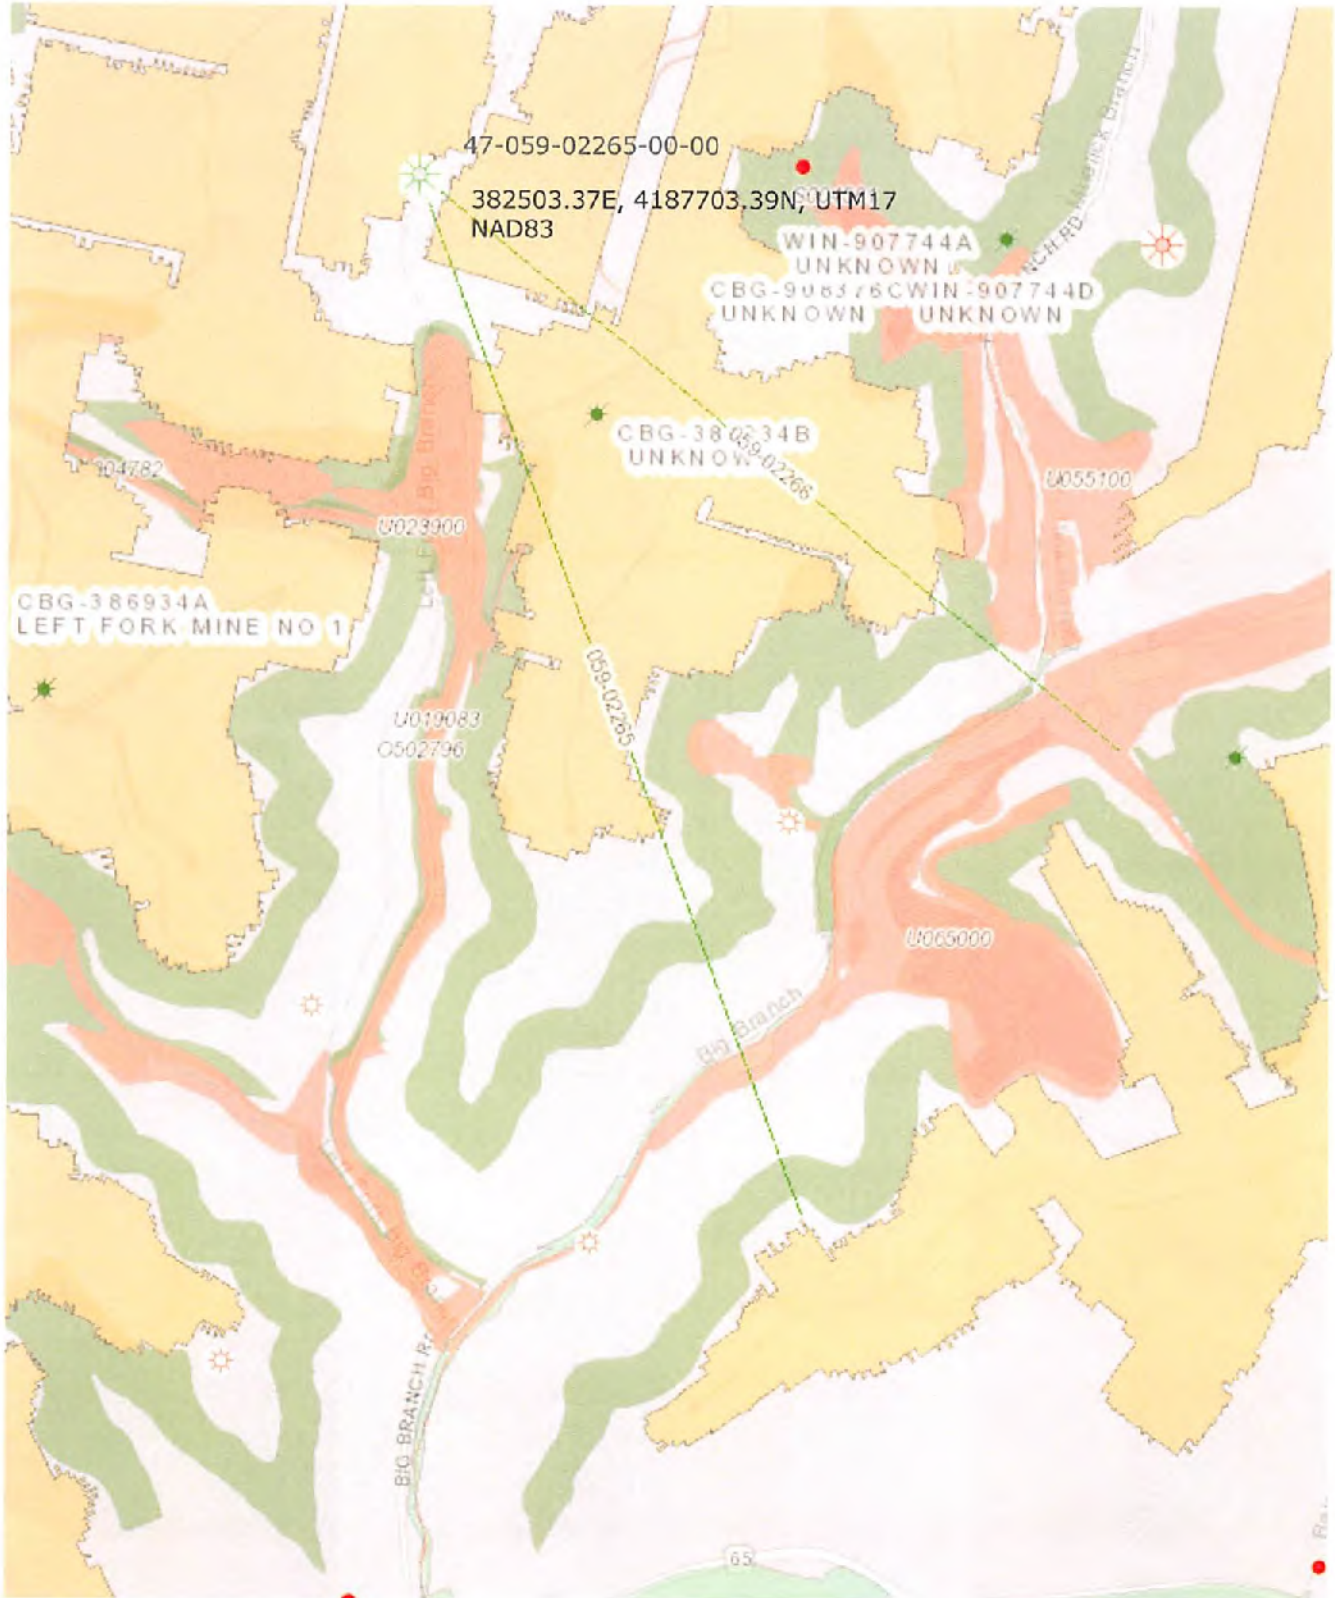 47-059-02265-00-00
382503.37E, 4187703.39N, UTM17
NAD83
WIN-907744A
UNKNOWN
CBG-908376C
WIN-907744D
UNKNOWN
UNKNOWN
CBG-386934A
LEFT FORK MINE NO 1
UNKNOW
059-02266
059-02265
U055100
U023900
U019083
O502796
U065000
Big Branch
BIG BRANCH R
65